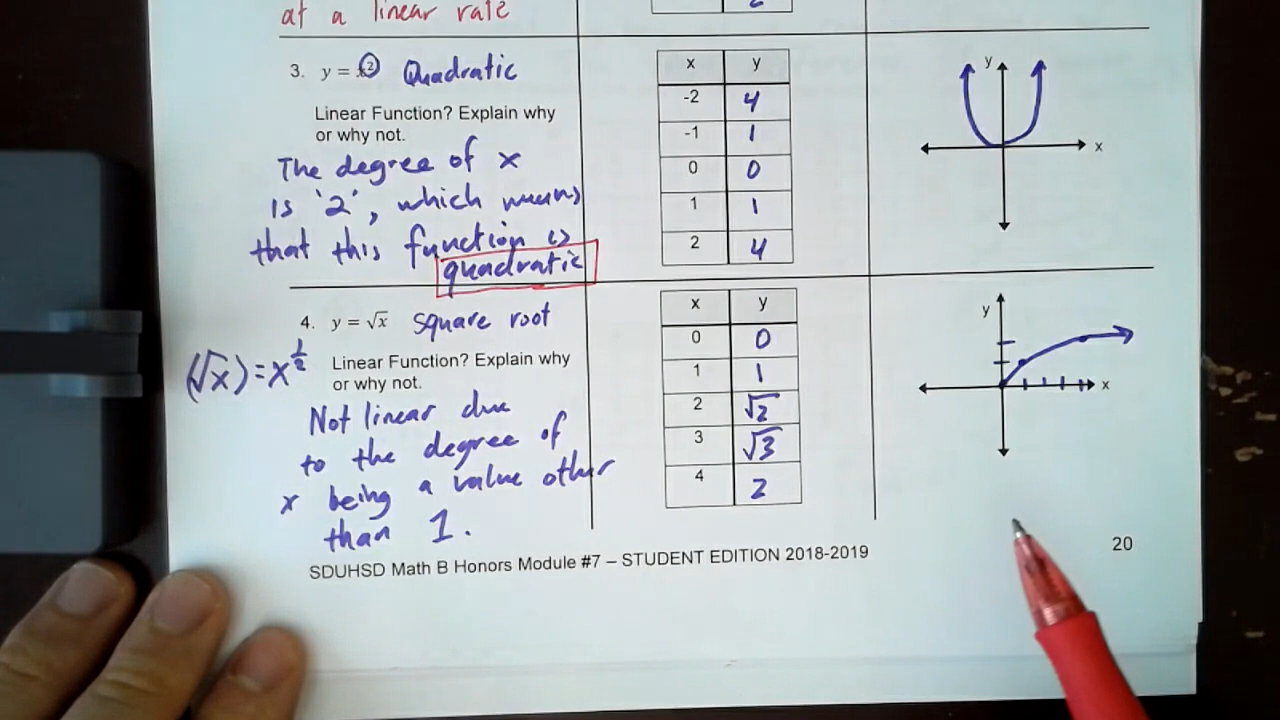 at a linear rate
2
3. y = x² Quadratic
Linear Function? Explain why
or why not.
The degree of x
is '2', which means
that this function is
quadratic
x y
-2 4
-1 1
0 0
1 1
2 4
y
x
4. y = √x square root
(√x) = x^1/2
Linear Function? Explain why
or why not.
Not linear due
to the degree of
x being a value other
than 1.
x y
0 0
1 1
2 √2
3 √3
4 2
y
x
SDUHSD Math B Honors Module #7 – STUDENT EDITION 2018-2019
20